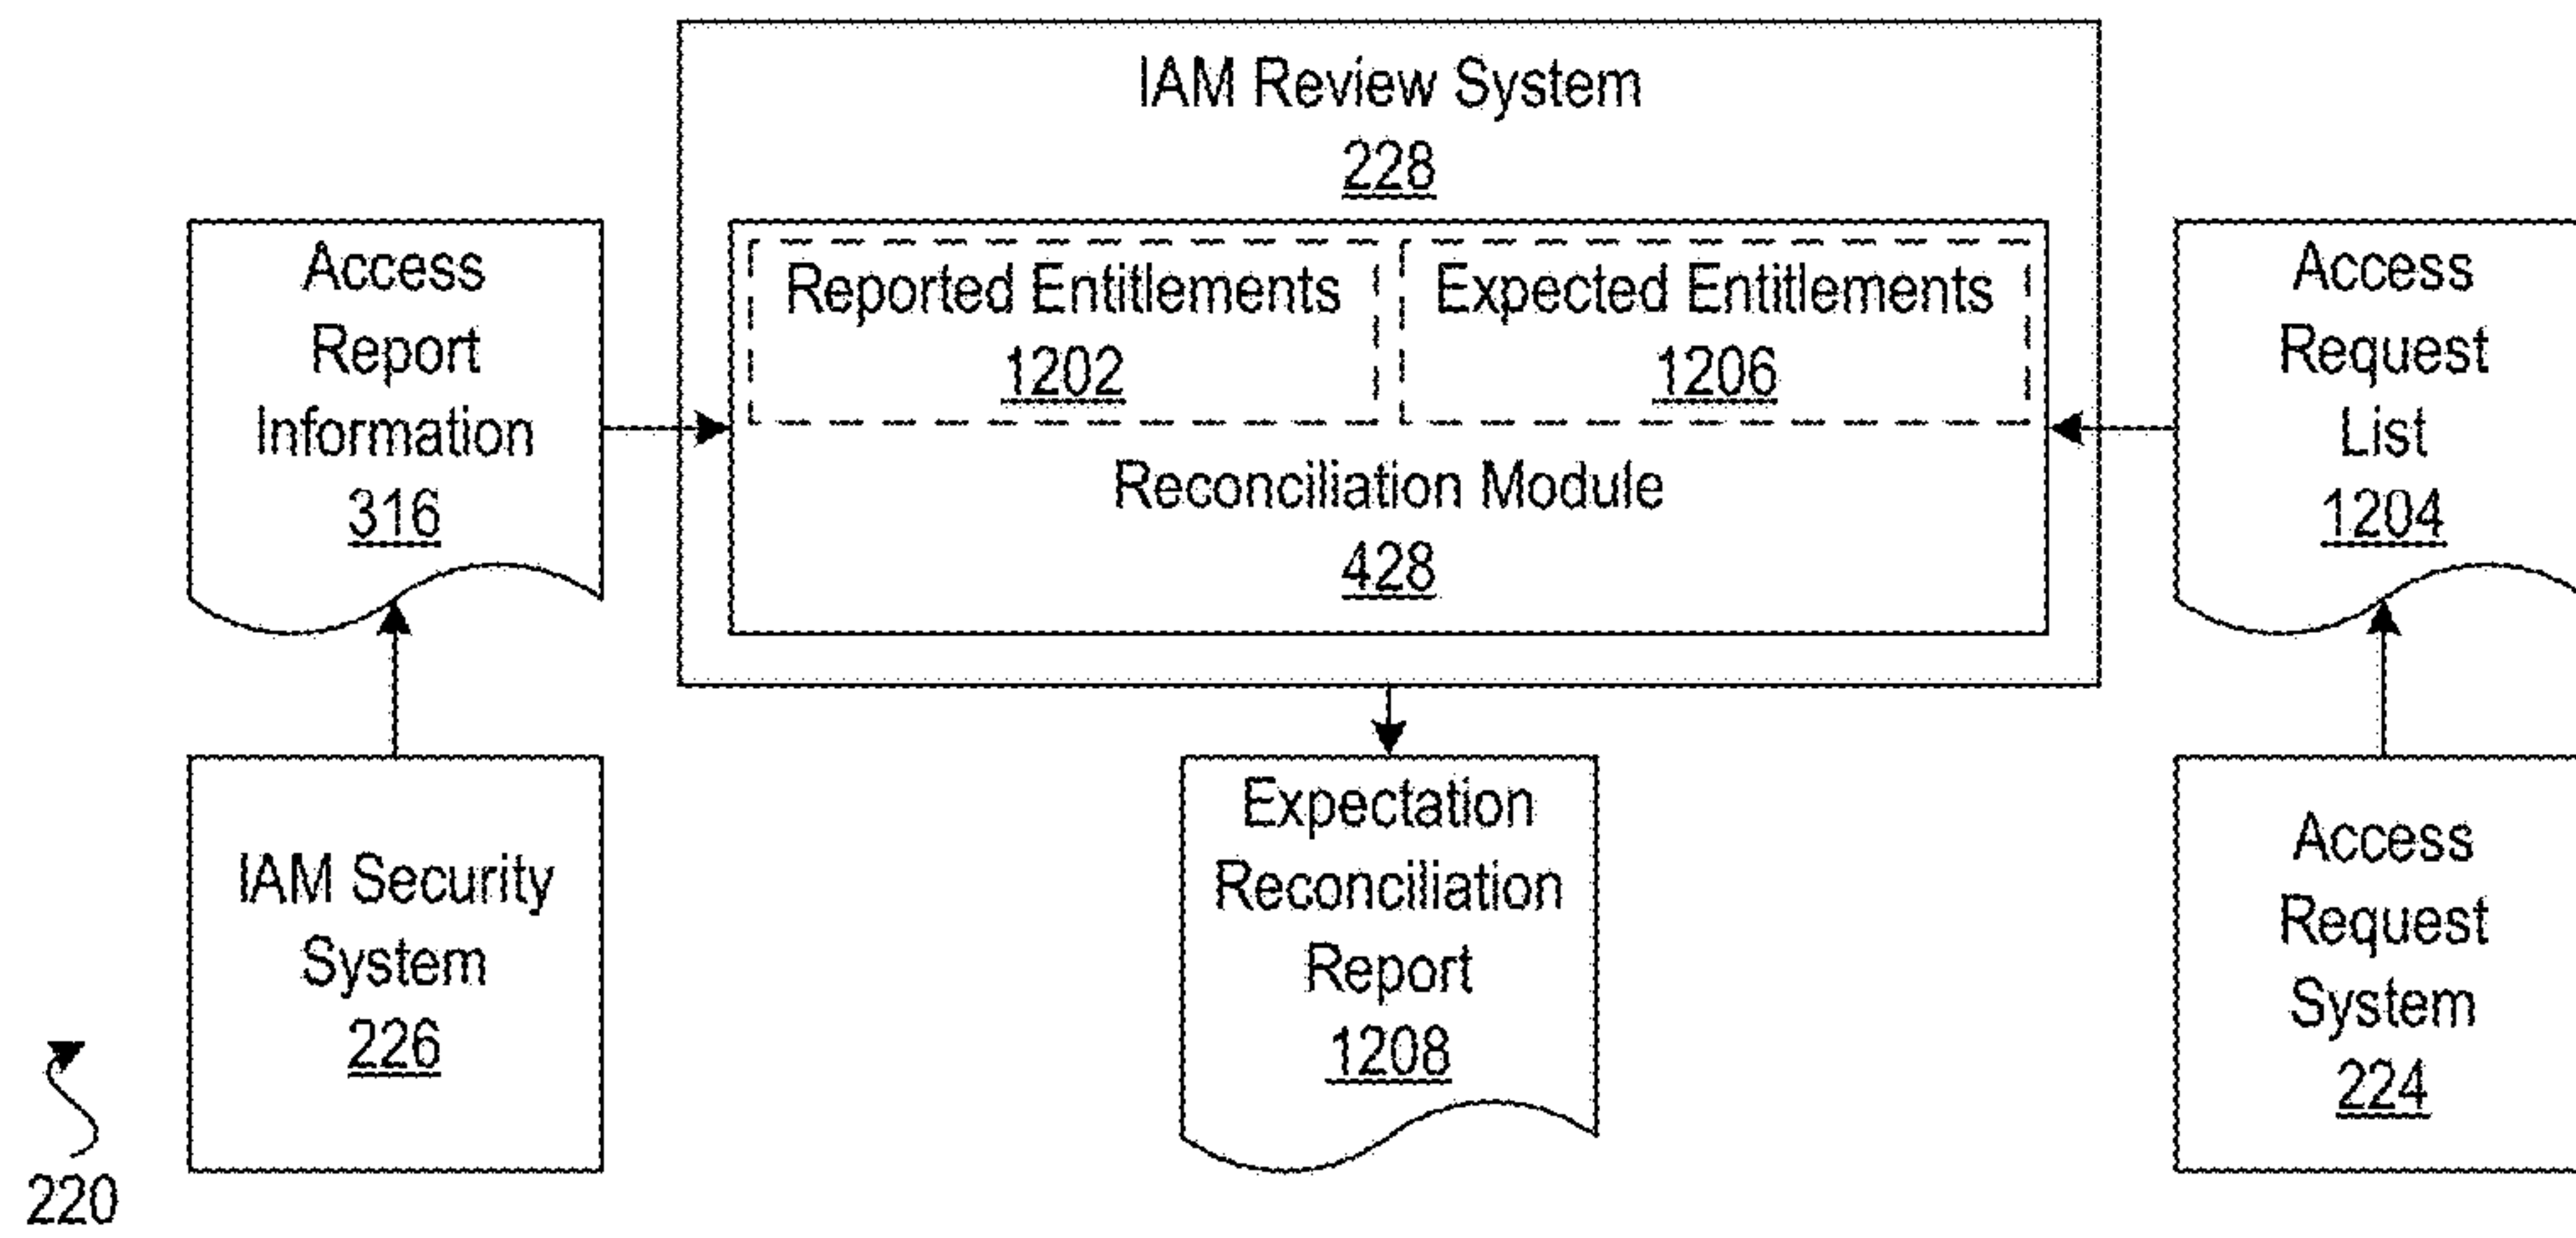 IAM Review System
228
Access
Report
Information
316
Reported Entitlements
1202
Expected Entitlements
1206
Reconciliation Module
428
Access
Request
List
1204
IAM Security
System
226
Expectation
Reconciliation
Report
1208
Access
Request
System
224
220